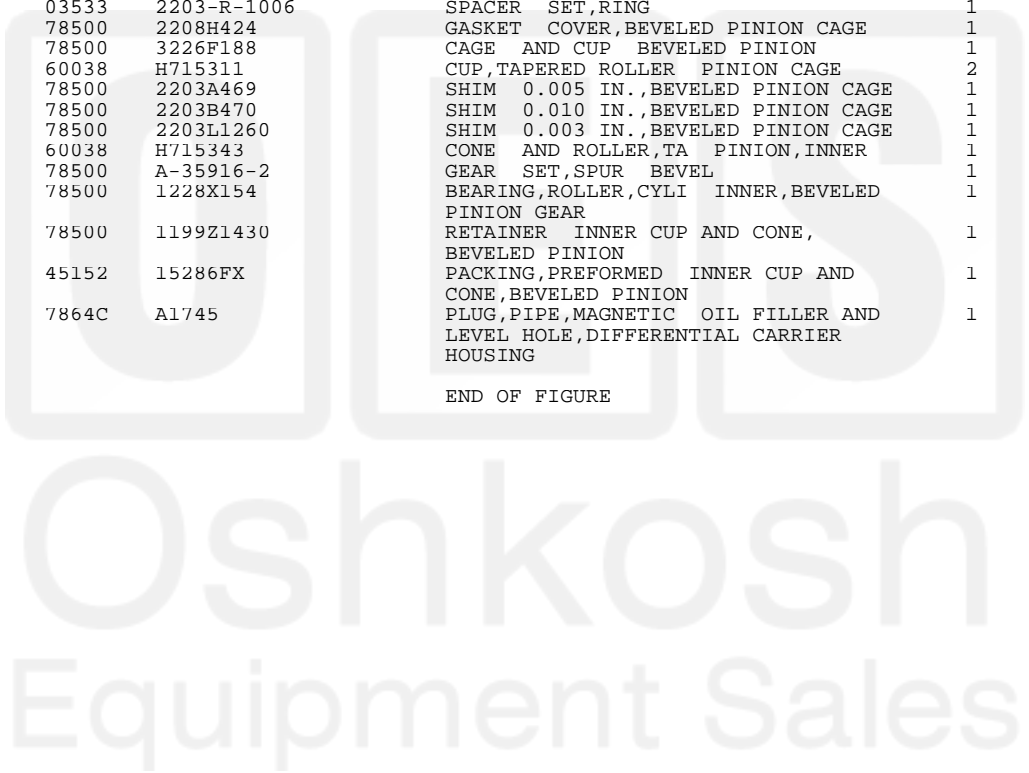 03533 2203-R-1006 SPACER SET,RING 1
78500 2208H424 GASKET COVER,BEVELED PINION CAGE 1
78500 3226F188 CAGE AND CUP BEVELED PINION 1
60038 H715311 CUP,TAPERED ROLLER PINION CAGE 2
78500 2203A469 SHIM 0.005 IN.,BEVELED PINION CAGE 1
78500 2203B470 SHIM 0.010 IN.,BEVELED PINION CAGE 1
78500 2203L1260 SHIM 0.003 IN.,BEVELED PINION CAGE 1
60038 H715343 CONE AND ROLLER,TA PINION,INNER 1
78500 A-35916-2 GEAR SET,SPUR BEVEL 1
78500 1228X154 BEARING,ROLLER,CYLI INNER,BEVELED 1
PINION GEAR
78500 1199Z1430 RETAINER INNER CUP AND CONE, 1
BEVELED PINION
45152 15286FX PACKING,PREFORMED INNER CUP AND 1
CONE,BEVELED PINION
7864C A1745 PLUG,PIPE,MAGNETIC OIL FILLER AND 1
LEVEL HOLE,DIFFERENTIAL CARRIER
HOUSING
END OF FIGURE
OES
Oshkosh
Equipment Sales